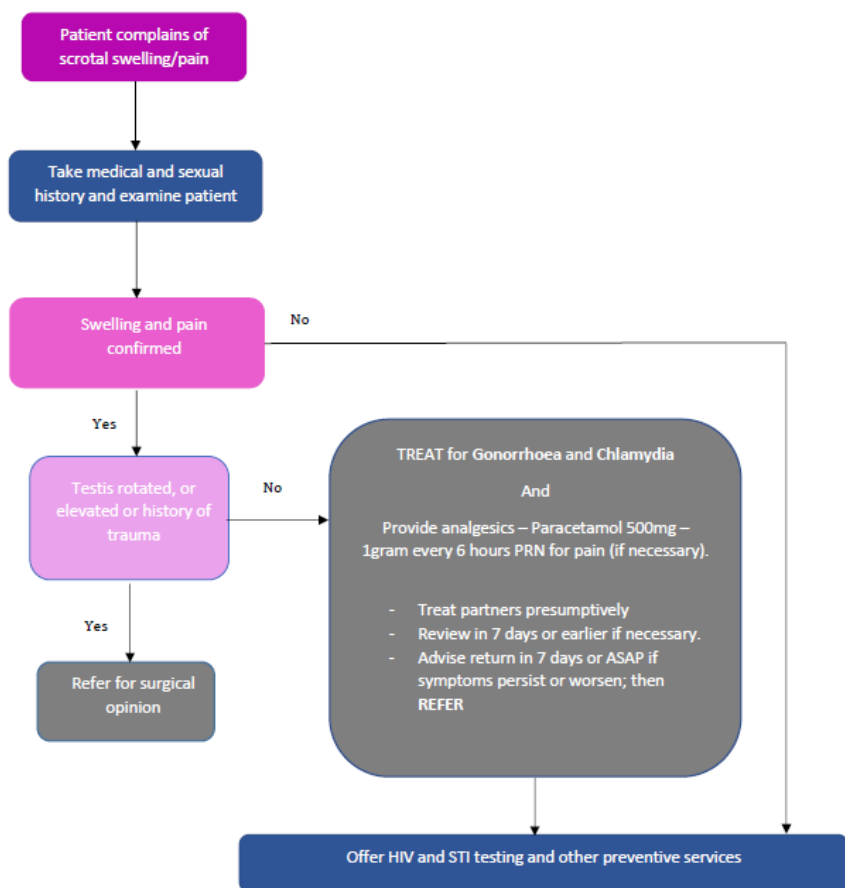 Patient complains of
scrotal swelling/pain
Take medical and sexual
history and examine patient
Swelling and pain
confirmed
No
Yes
Testis rotated, or
elevated or history of
trauma
No
TREAT for Gonorrhoea and Chlamydia
And
Provide analgesics – Paracetamol 500mg –
1gram every 6 hours PRN for pain (if necessary).
- Treat partners presumptively
- Review in 7 days or earlier if necessary.
- Advise return in 7 days or ASAP if
symptoms persist or worsen; then
REFER
Yes
Refer for surgical
opinion
Offer HIV and STI testing and other preventive services